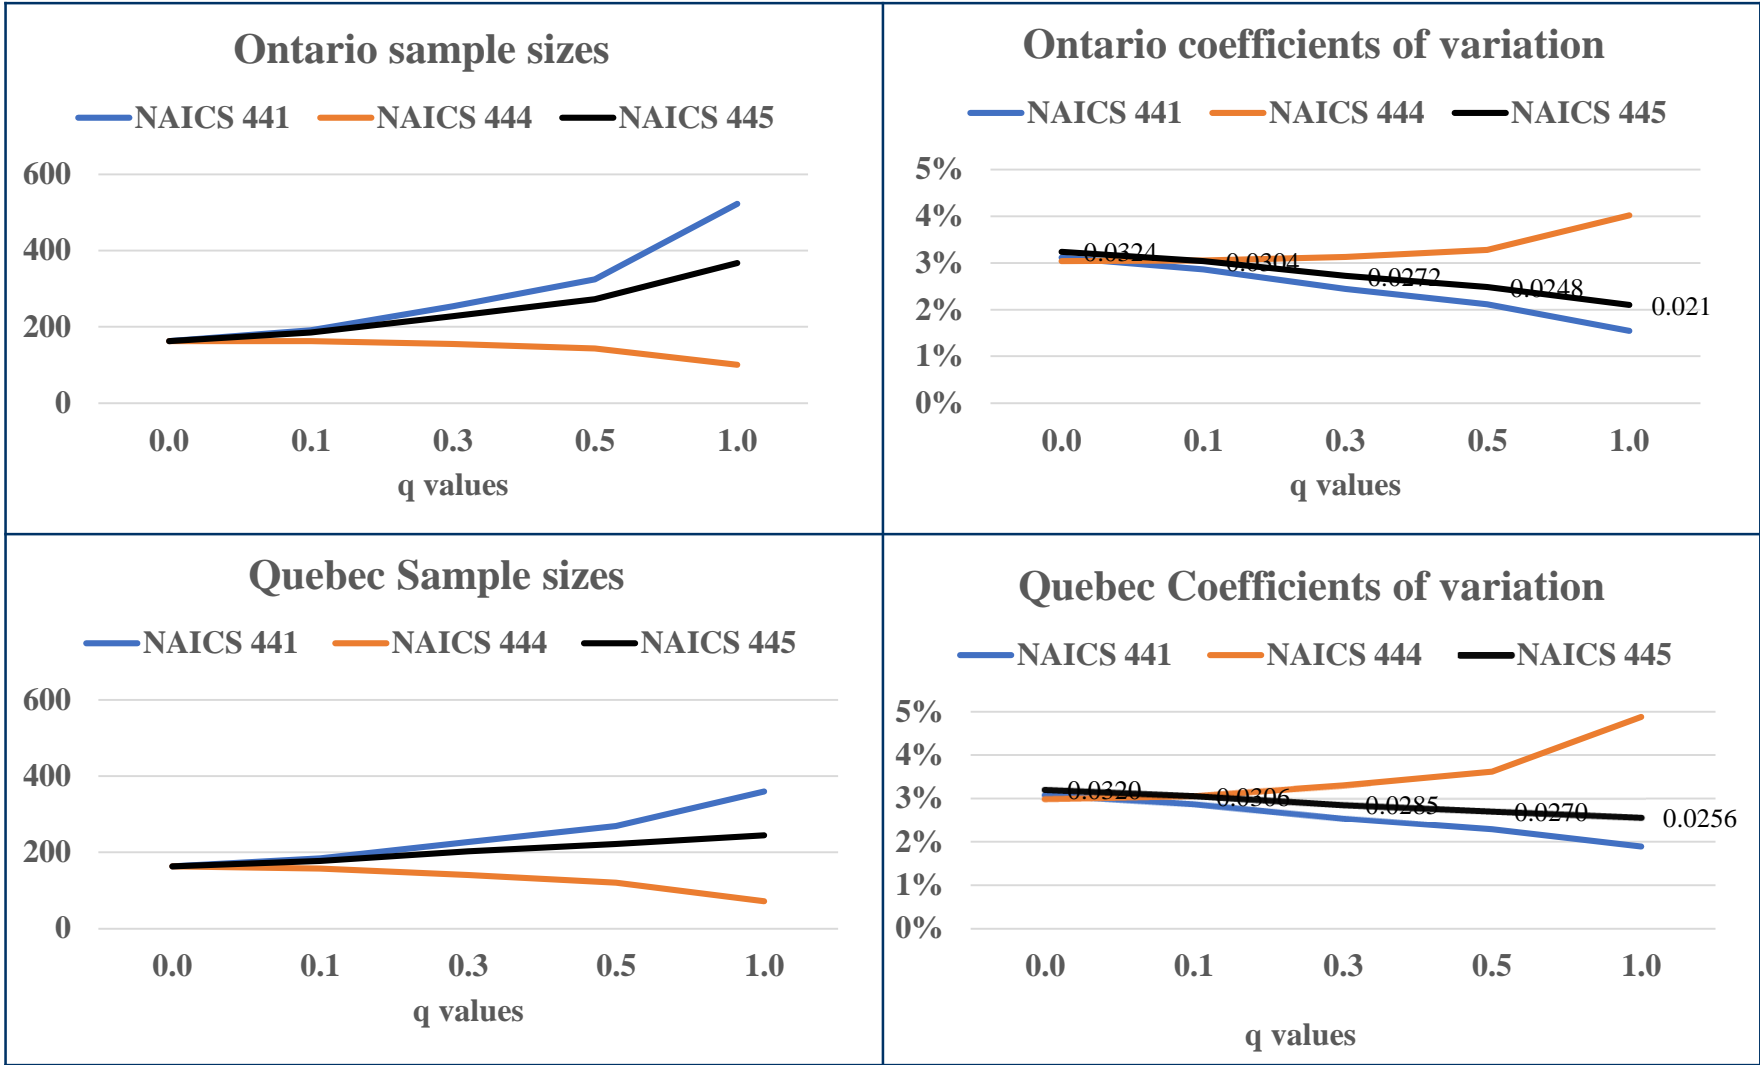 Ontario sample sizes
NAICS 441 NAICS 444 NAICS 445
600
400
200
0
0.0 0.1 0.3 0.5 1.0
q values
Ontario coefficients of variation
NAICS 441 NAICS 444 NAICS 445
5%
4%
3%
2%
1%
0%
0.0324
0.0304
0.0272
0.0248
0.021
0.0 0.1 0.3 0.5 1.0
q values
Quebec Sample sizes
NAICS 441 NAICS 444 NAICS 445
600
400
200
0
0.0 0.1 0.3 0.5 1.0
q values
Quebec Coefficients of variation
NAICS 441 NAICS 444 NAICS 445
5%
4%
3%
2%
1%
0%
0.0320
0.0306
0.0285
0.0270
0.0256
0.0 0.1 0.3 0.5 1.0
q values